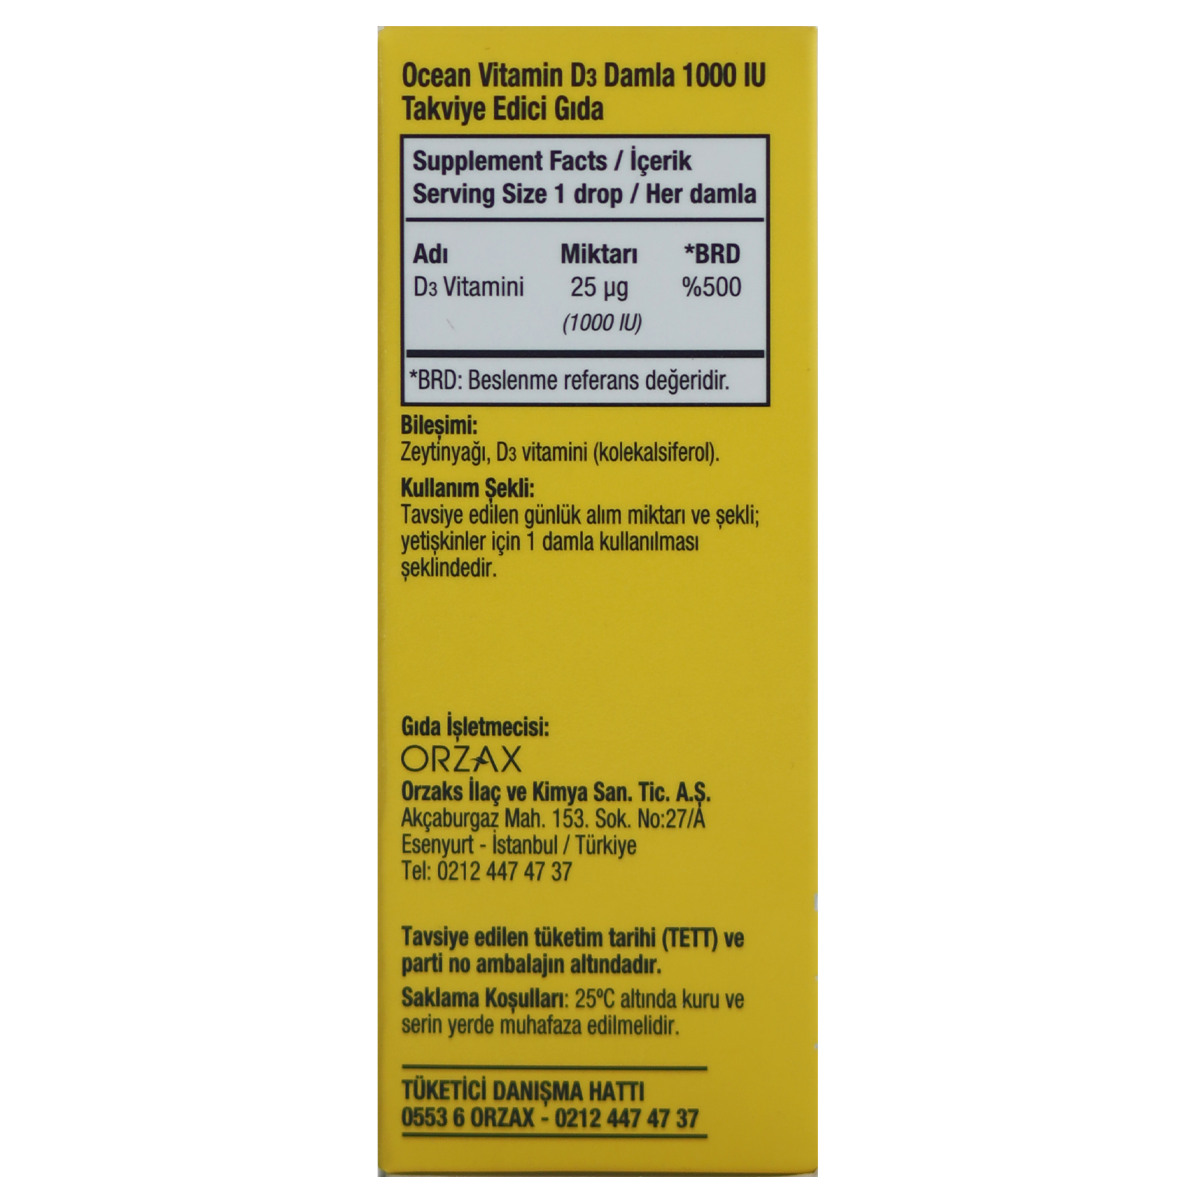 Ocean Vitamin D3 Damla 1000 IU
Takviye Edici Gıda
Supplement Facts / İçerik
Serving Size 1 drop / Her damla
Adı Miktarı *BRD
D3 Vitamini 25 µg %500
(1000 IU)
*BRD: Beslenme referans değeridir.
Bileşimi:
Zeytinyağı, D3 vitamini (kolekalsiferol).
Kullanım Şekli:
Tavsiye edilen günlük alım miktarı ve şekli;
yetişkinler için 1 damla kullanılması
şeklindedir.
Gıda İşletmecisi:
ORZAX
Orzaks İlaç ve Kimya San. Tic. A.Ş.
Akçaburgaz Mah. 153. Sok. No:27/A
Esenyurt - İstanbul / Türkiye
Tel: 0212 447 47 37
Tavsiye edilen tüketim tarihi (TETT) ve
parti no ambalajın altındadır.
Saklama Koşulları: 25ºC altında kuru ve
serin yerde muhafaza edilmelidir.
TÜKETİCİ DANIŞMA HATTI
0553 6 ORZAX - 0212 447 47 37